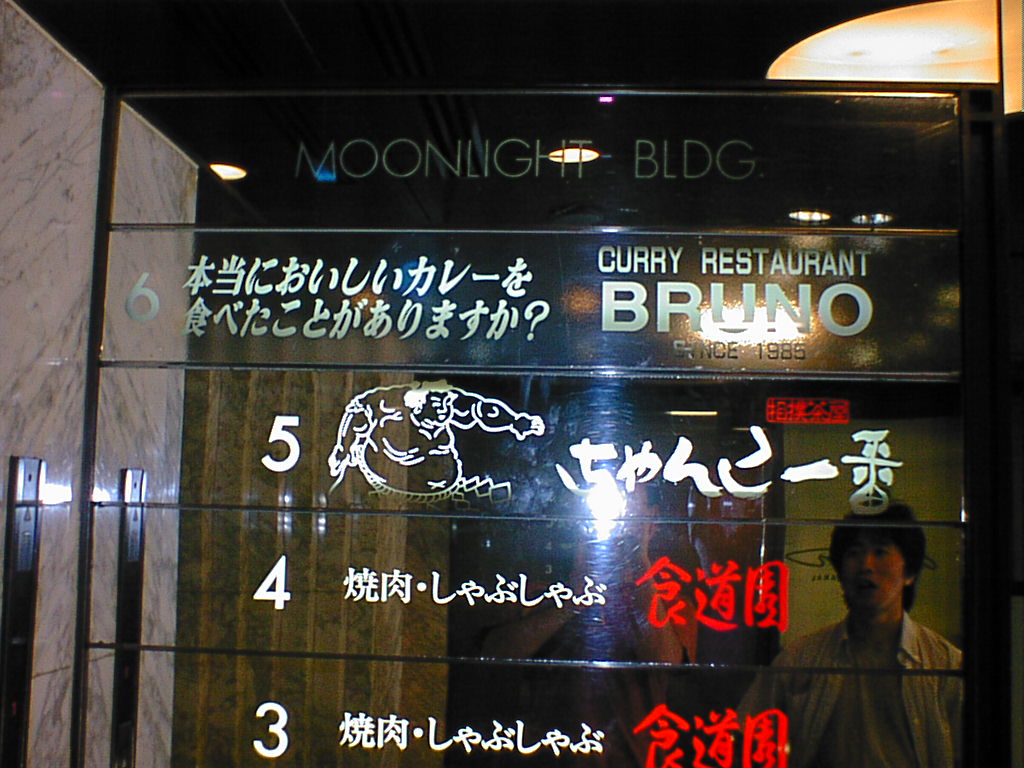 MOONLIGHT BLDG.
6 本当においしいカレーを
食べたことがありますか?
CURRY RESTAURANT
BRUNO
SINCE 1985
相撲茶屋
5 ちゃんこ一番
4 焼肉・しゃぶしゃぶ 食道園
3 焼肉・しゃぶしゃぶ 食道園